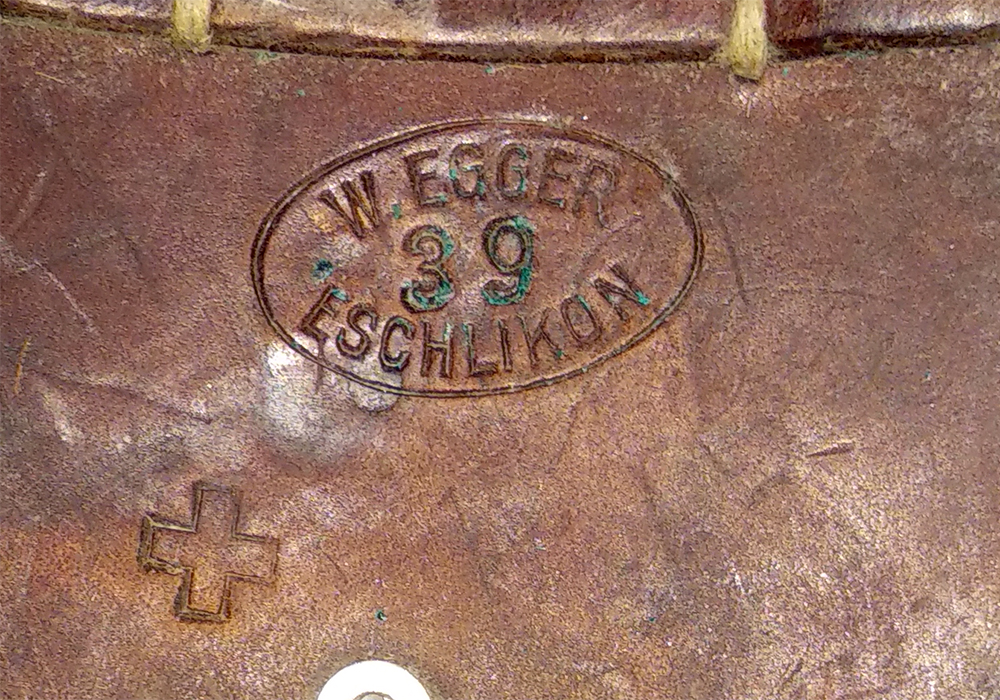 W. EGGER
39
ESCHLIKON